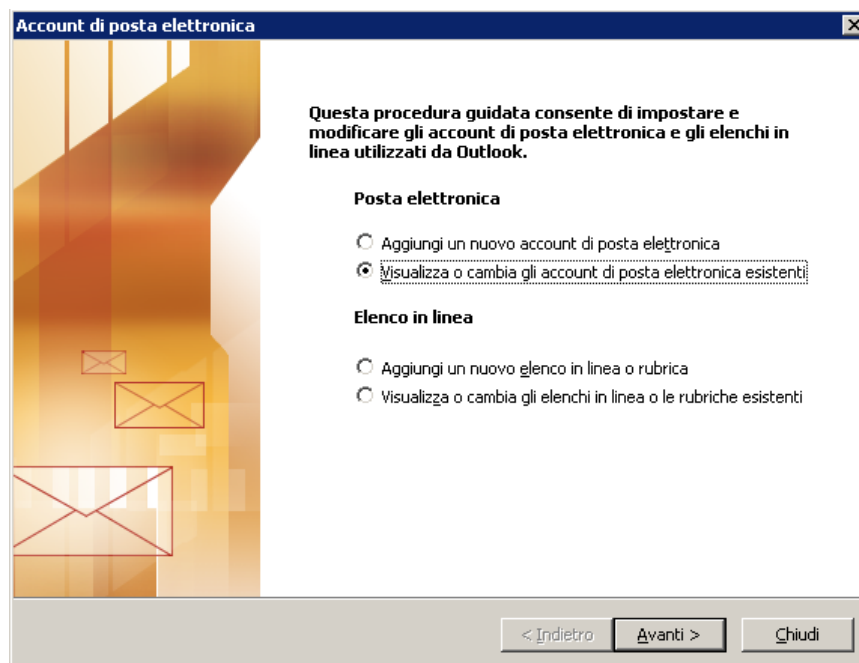 Account di posta elettronica
Questa procedura guidata consente di impostare e
modificare gli account di posta elettronica e gli elenchi in
linea utilizzati da Outlook.
Posta elettronica
Aggiungi un nuovo account di posta elettronica
Visualizza o cambia gli account di posta elettronica esistenti
Elenco in linea
Aggiungi un nuovo elenco in linea o rubrica
Visualizza o cambia gli elenchi in linea o le rubriche esistenti
< Indietro
Avanti >
Chiudi